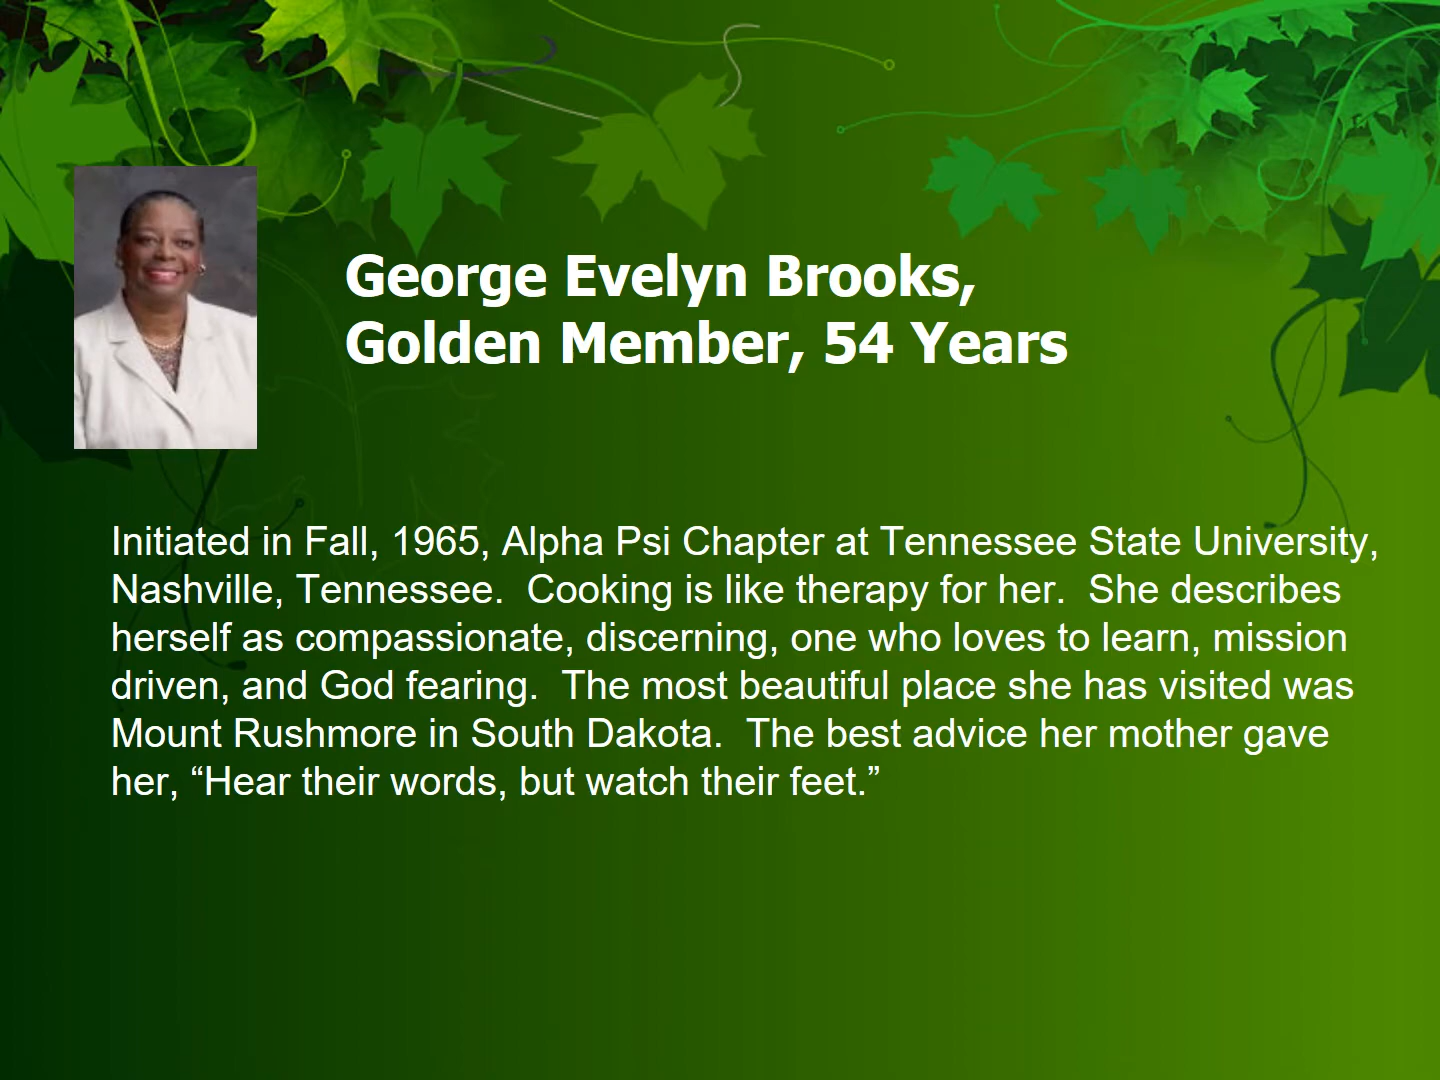 George Evelyn Brooks,
Golden Member, 54 Years
Initiated in Fall, 1965, Alpha Psi Chapter at Tennessee State University,
Nashville, Tennessee.  Cooking is like therapy for her.  She describes
herself as compassionate, discerning, one who loves to learn, mission
driven, and God fearing.  The most beautiful place she has visited was
Mount Rushmore in South Dakota.  The best advice her mother gave
her, “Hear their words, but watch their feet.”